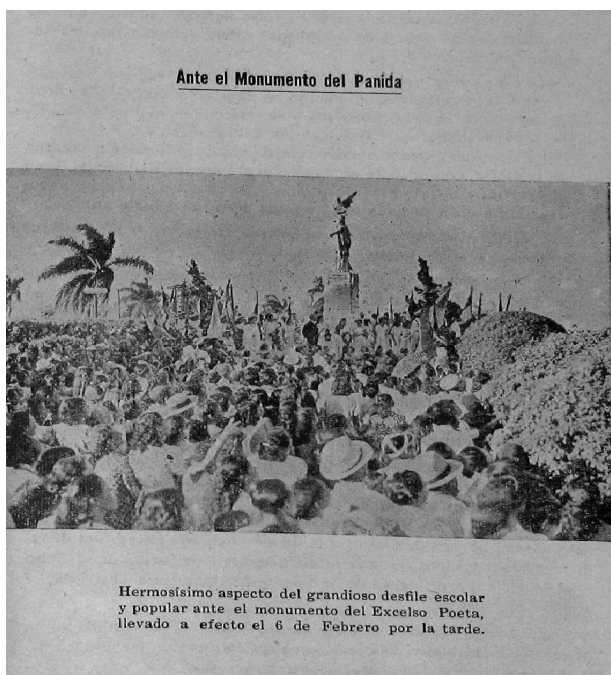 Ante el Monumento del Panida
Hermosísimo aspecto del grandioso desfile escolar
y popular ante el monumento del Excelso Poeta,
llevado a efecto el 6 de Febrero por la tarde.